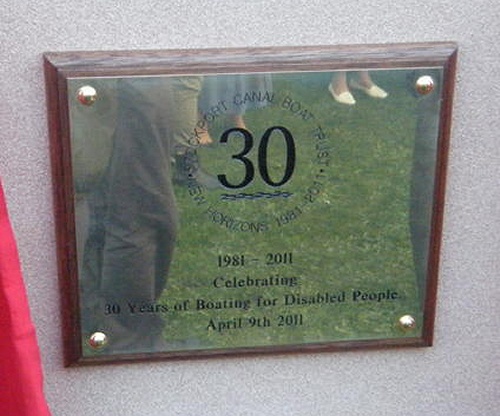 STOCKPORT CANAL BOAT TRUST •
30
NEW HORIZONS 1981-2011
1981 - 2011
Celebrating
30 Years of Boating for Disabled People
April 9th 2011